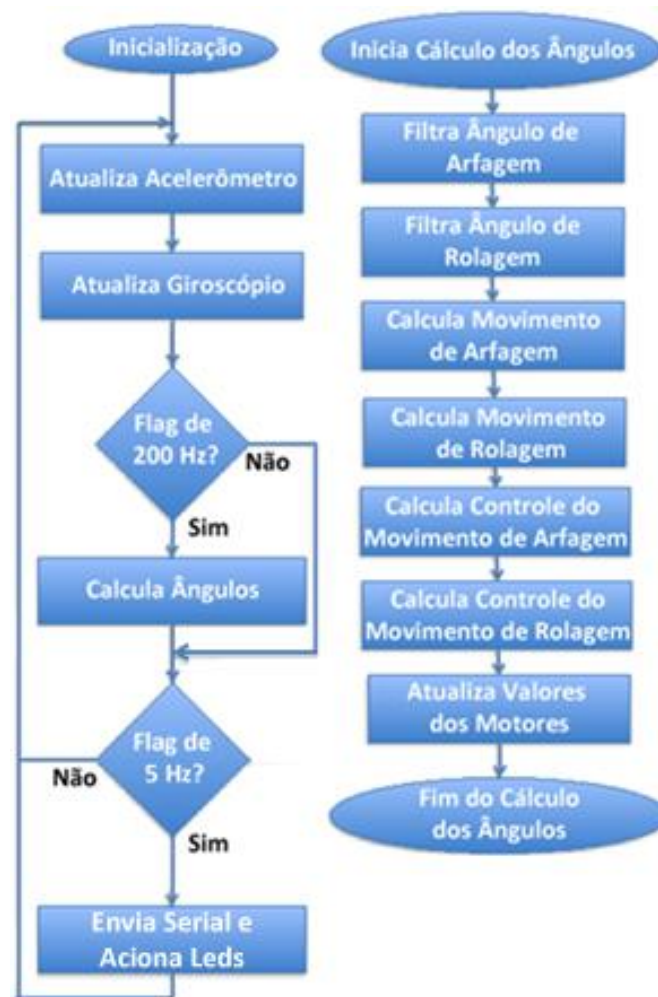 Inicialização
Atualiza Acelerômetro
Atualiza Giroscópio
Flag de
200 Hz?
Não
Sim
Calcula Ângulos
Flag de
5 Hz?
Não
Sim
Envia Serial e
Aciona Leds
Inicia Cálculo dos Ângulos
Filtra Ângulo de
Arfagem
Filtra Ângulo de
Rolagem
Calcula Movimento
de Arfagem
Calcula Movimento
de Rolagem
Calcula Controle do
Movimento de Arfagem
Calcula Controle do
Movimento de Rolagem
Atualiza Valores
dos Motores
Fim do Cálculo
dos Ângulos